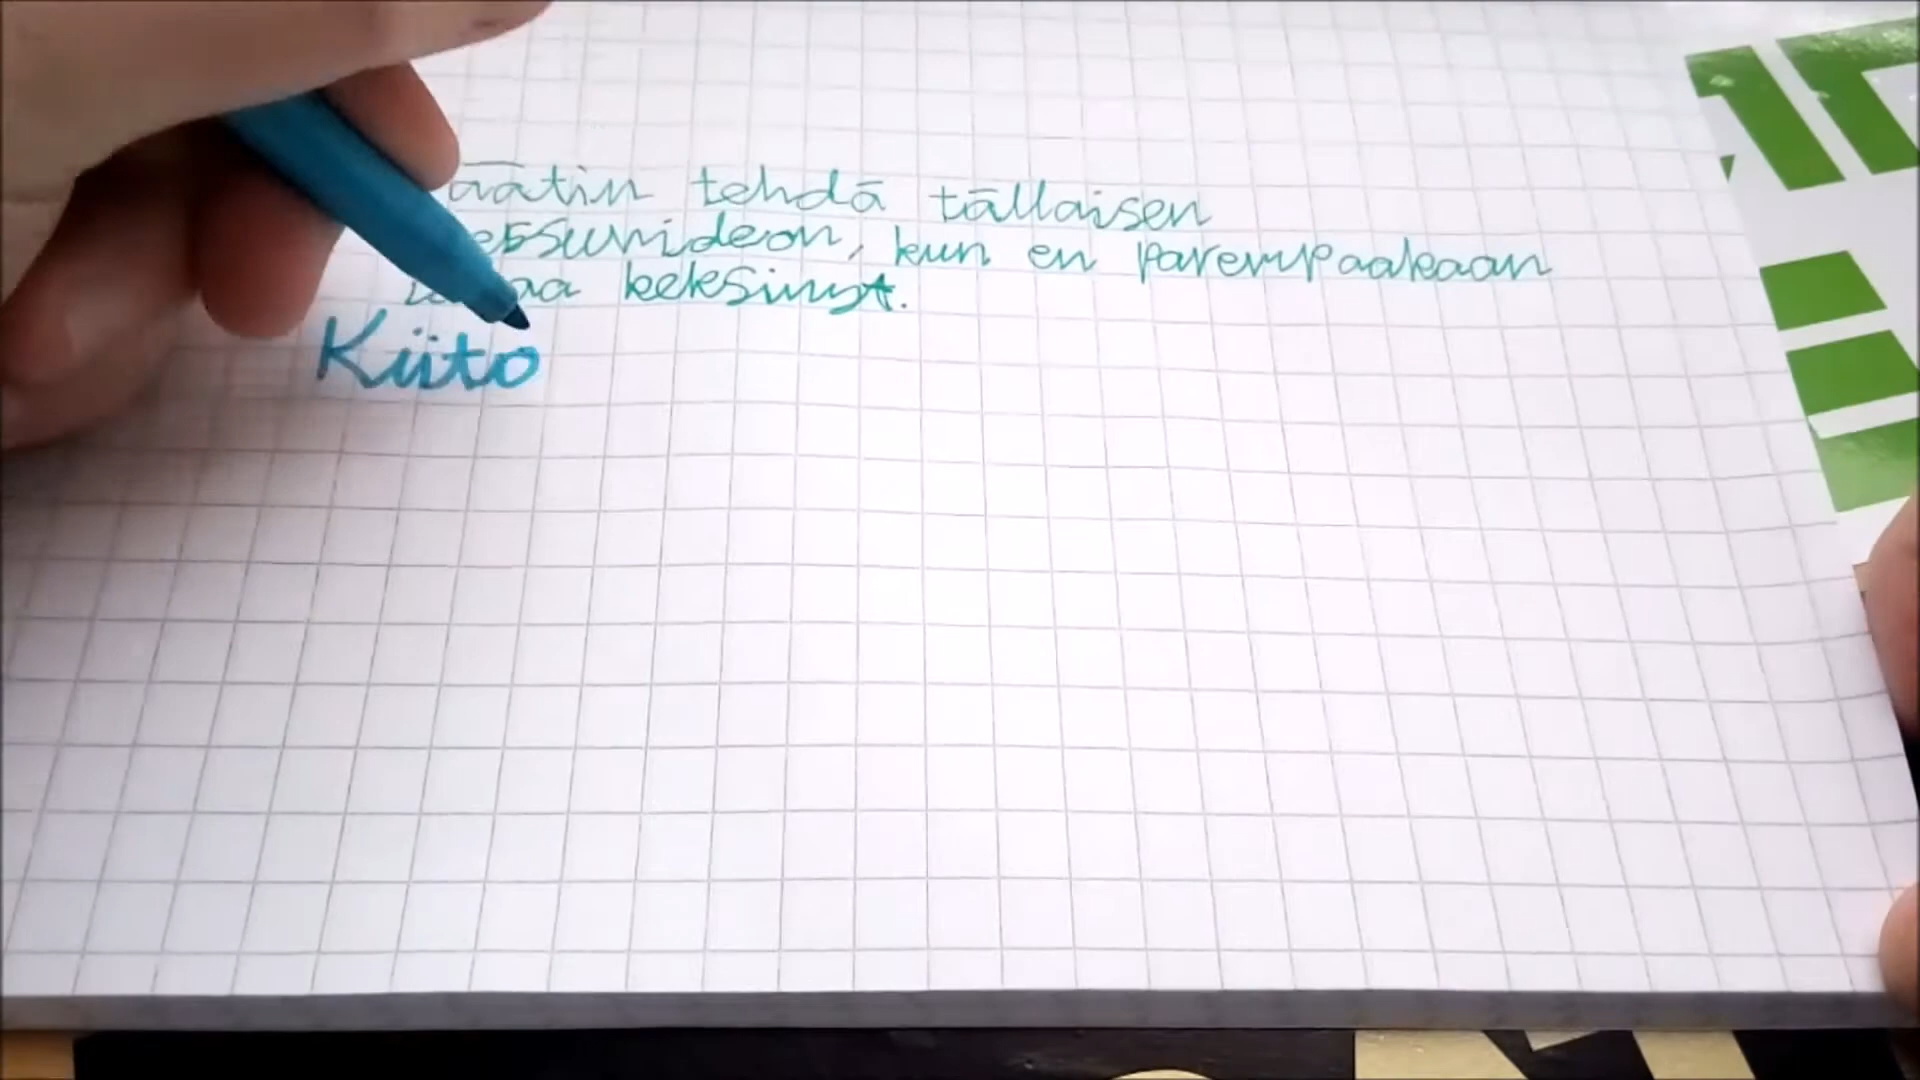 tehdä tällaisen
kun en parempaakaan
keksinyt.
Kiito